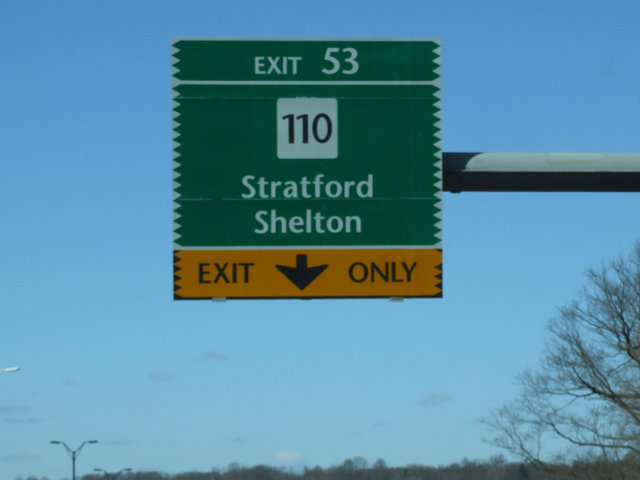 EXIT 53
110
Stratford
Shelton
EXIT ONLY